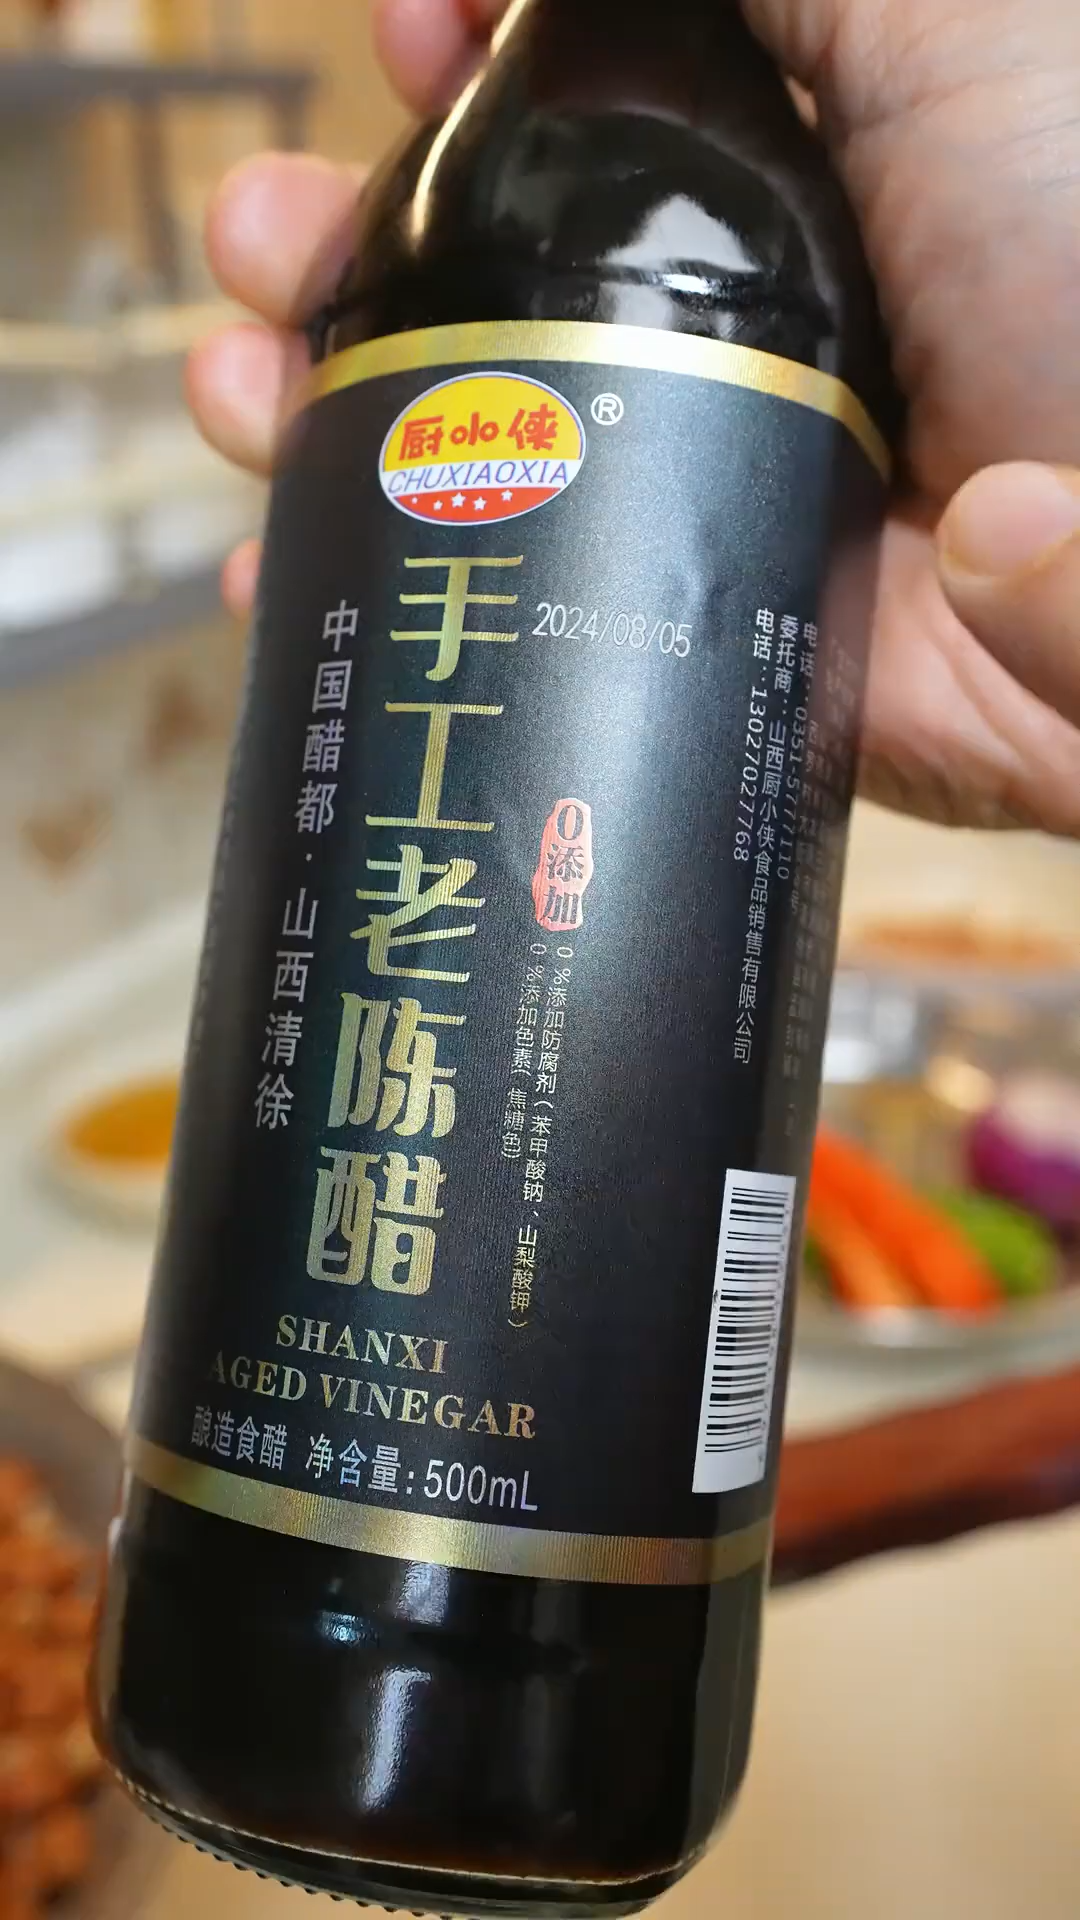 厨小侠
®
CHUXIAOXIA
手工老陈醋
2024/08/05
中国醋都·山西清徐
0添加
0%添加防腐剂(苯甲酸钠、山梨酸钾)
0%添加色素(焦糖色)
SHANXI
AGED VINEGAR
酿造食醋 净含量:500mL
电话:0351-5777110
委托商:山西厨小侠食品销售有限公司
电话:13027027768